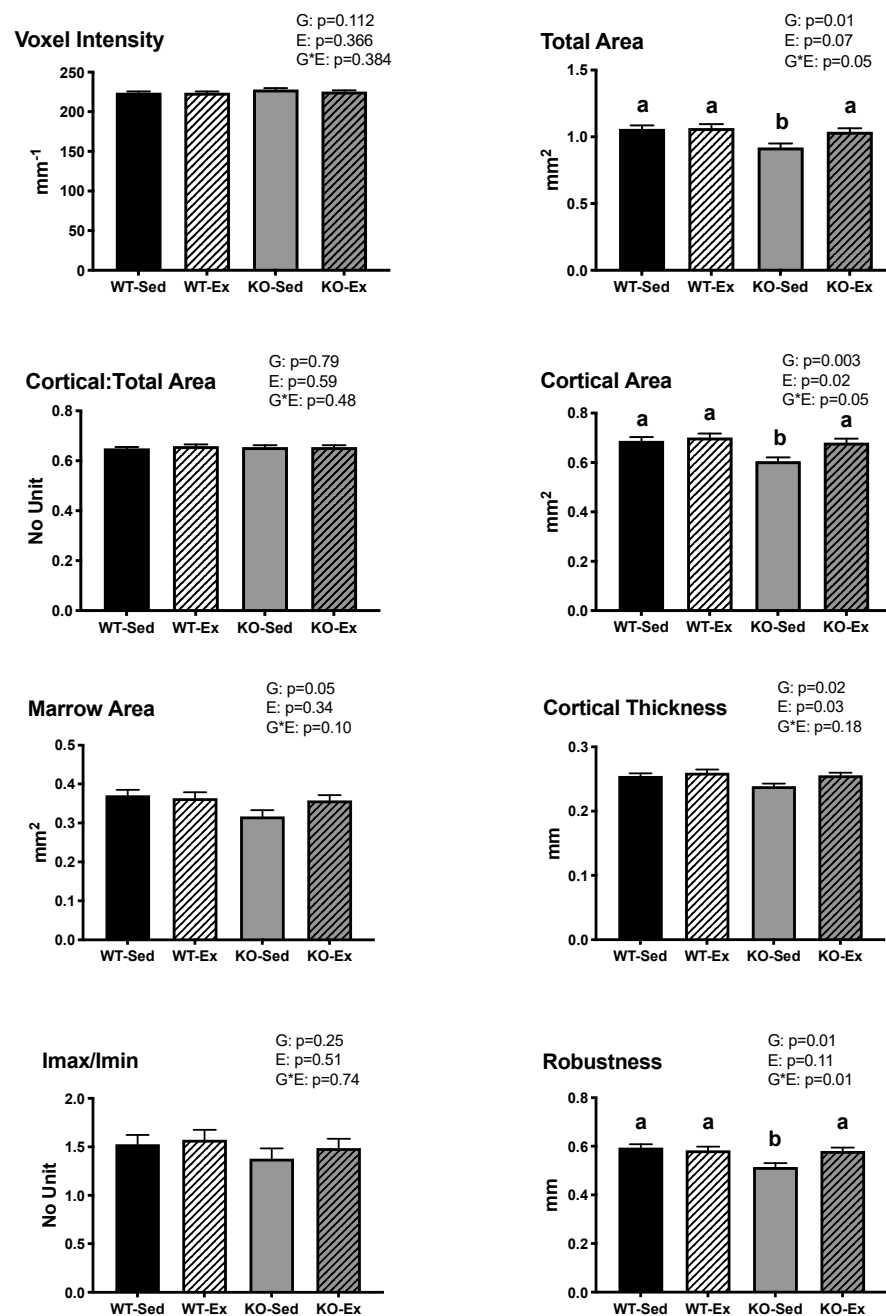 Voxel Intensity
G: p=0.112
E: p=0.366
G*E: p=0.384
250
200
150
100
50
0
mm-1
WT-Sed WT-Ex KO-Sed KO-Ex
Total Area
G: p=0.01
E: p=0.07
G*E: p=0.05
1.5
1.0
0.5
0.0
mm2
a a b a
WT-Sed WT-Ex KO-Sed KO-Ex
Cortical:Total Area
G: p=0.79
E: p=0.59
G*E: p=0.48
0.8
0.6
0.4
0.2
0.0
No Unit
WT-Sed WT-Ex KO-Sed KO-Ex
Cortical Area
G: p=0.003
E: p=0.02
G*E: p=0.05
0.8
0.6
0.4
0.2
0.0
mm2
a a b a
WT-Sed WT-Ex KO-Sed KO-Ex
Marrow Area
G: p=0.05
E: p=0.34
G*E: p=0.10
0.5
0.4
0.3
0.2
0.1
0.0
mm2
WT-Sed WT-Ex KO-Sed KO-Ex
Cortical Thickness
G: p=0.02
E: p=0.03
G*E: p=0.18
0.3
0.2
0.1
0.0
mm
WT-Sed WT-Ex KO-Sed KO-Ex
Imax/Imin
G: p=0.25
E: p=0.51
G*E: p=0.74
2.0
1.5
1.0
0.5
0.0
No Unit
WT-Sed WT-Ex KO-Sed KO-Ex
Robustness
G: p=0.01
E: p=0.11
G*E: p=0.01
0.8
0.6
0.4
0.2
0.0
mm
a a b a
WT-Sed WT-Ex KO-Sed KO-Ex